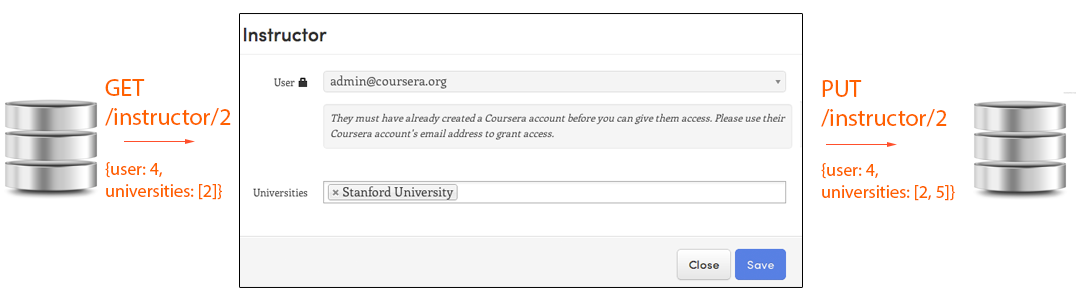 GET
/instructor/2
{user: 4,
universities: [2]}
Instructor
User
admin@coursera.org
They must have already created a Coursera account before you can give them access. Please use their
Coursera account's email address to grant access.
Universities
× Stanford University
Close
Save
PUT
/instructor/2
{user: 4,
universities: [2, 5]}